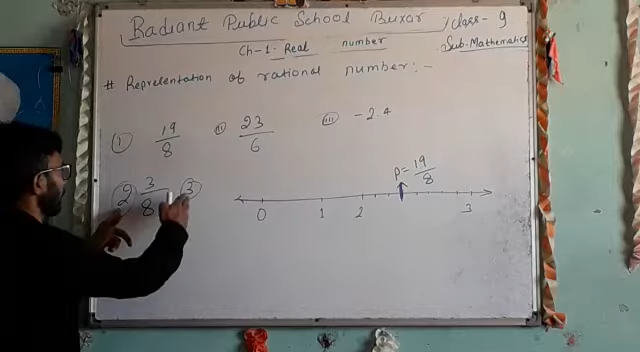 Radiant Public School Buxar / class - 9
Ch-1. Real number
Sub-Mathematics
# Reprelentation of rational number:-
(i) 19/8 (ii) 23/6 (iii) -2.4
2 3/8 3
P = 19/8
0 1 2 3